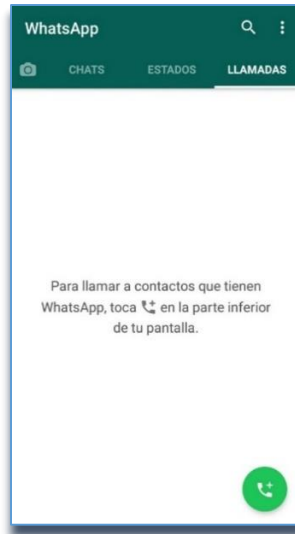 WhatsApp
CHATS ESTADOS LLAMADAS
Para llamar a contactos que tienen
WhatsApp, toca en la parte inferior
de tu pantalla.